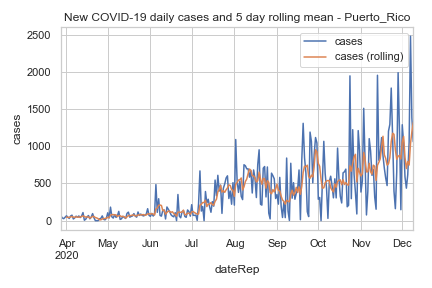 New COVID-19 daily cases and 5 day rolling mean - Puerto_Rico
cases
cases (rolling)
2500
2000
1500
1000
500
0
cases
Apr May Jun Jul Aug Sep Oct Nov Dec
2020
dateRep